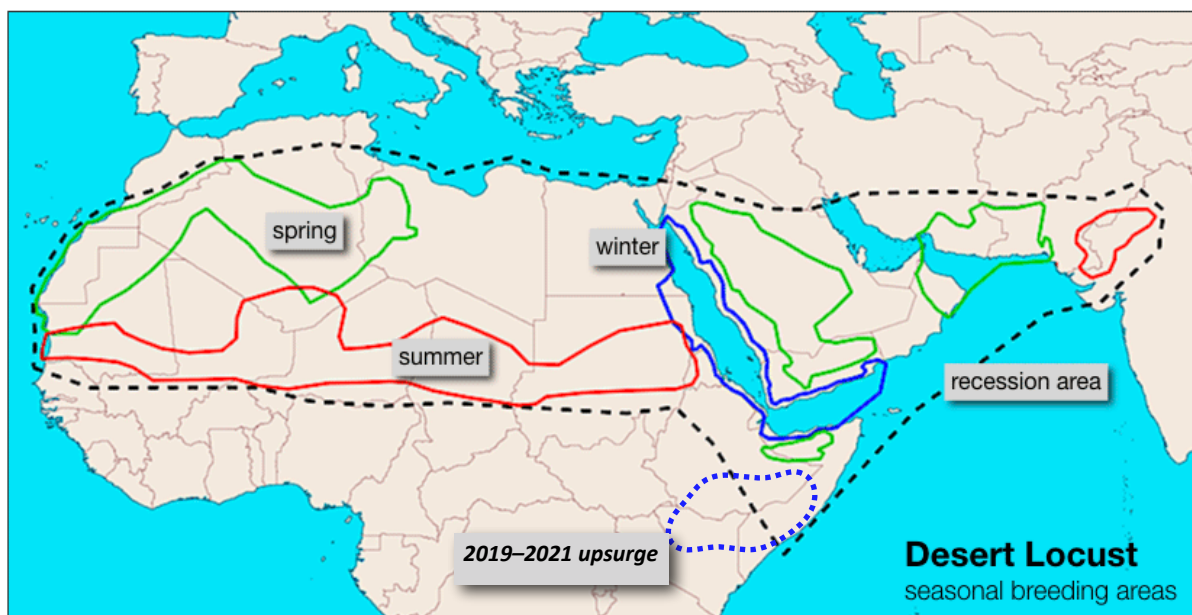 spring
winter
summer
recession area
2019–2021 upsurge
Desert Locust
seasonal breeding areas